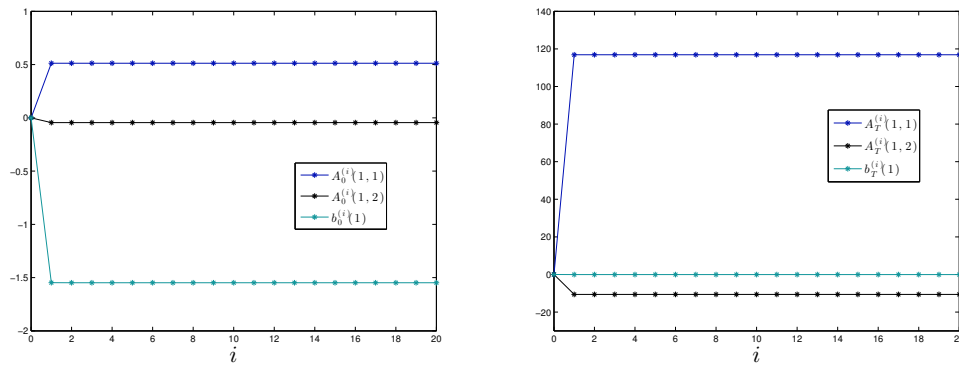 1
0.5
0
−0.5
−1
−1.5
−2
0 2 4 6 8 10 12 14 16 18 20
i
A_0^{(i)}(1, 1)
A_0^{(i)}(1, 2)
b_0^{(i)}(1)
140
120
100
80
60
40
20
0
−20
0 2 4 6 8 10 12 14 16 18 20
i
A_T^{(i)}(1, 1)
A_T^{(i)}(1, 2)
b_T^{(i)}(1)